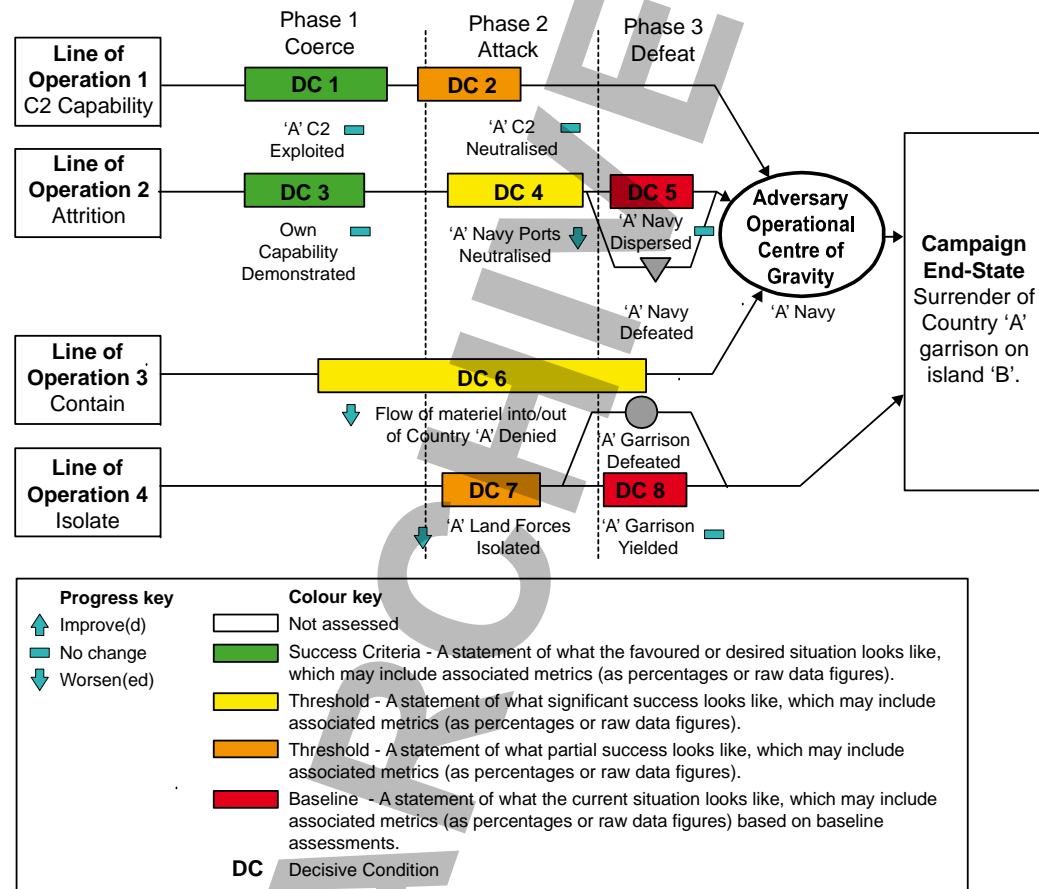 Phase 1
Coerce
Phase 2
Attack
Phase 3
Defeat
Line of
Operation 1
C2 Capability
DC 1
DC 2
'A' C2
Exploited
'A' C2
Neutralised
Line of
Operation 2
Attrition
DC 3
DC 4
DC 5
Own
Capability
Demonstrated
'A' Navy Ports
Neutralised
'A' Navy
Dispersed
'A' Navy
Defeated
Adversary
Operational
Centre of
Gravity
'A' Navy
Campaign
End-State
Surrender of
Country 'A'
garrison on
island 'B'.
Line of
Operation 3
Contain
DC 6
Flow of materiel into/out
of Country 'A' Denied
'A' Garrison
Defeated
Line of
Operation 4
Isolate
DC 7
DC 8
'A' Land Forces
Isolated
'A' Garrison
Yielded
Progress key
Improve(d)
No change
Worsen(ed)
Colour key
Not assessed
Success Criteria - A statement of what the favoured or desired situation looks like,
which may include associated metrics (as percentages or raw data figures).
Threshold - A statement of what significant success looks like, which may include
associated metrics (as percentages or raw data figures).
Threshold - A statement of what partial success looks like, which may include
associated metrics (as percentages or raw data figures).
Baseline - A statement of what the current situation looks like, which may include
associated metrics (as percentages or raw data figures) based on baseline
assessments.
DC Decisive Condition
ARCHIVE